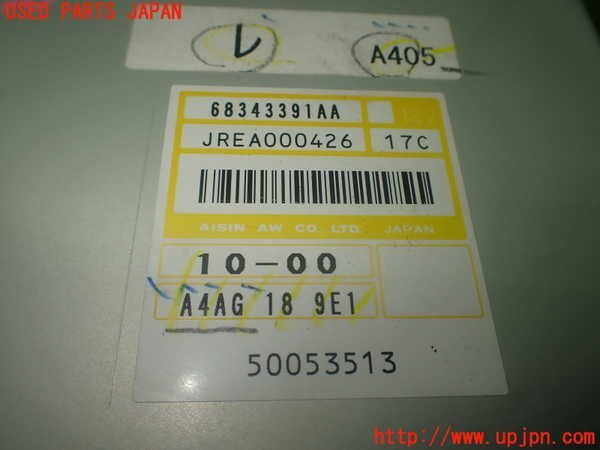 USED PARTS JAPAN
レ
A405
68343391AA
JREA000426 17C
AISIN AW CO., LTD. JAPAN
10-00
A4AG 18 9E1
50053513
http://www.upjpn.com/